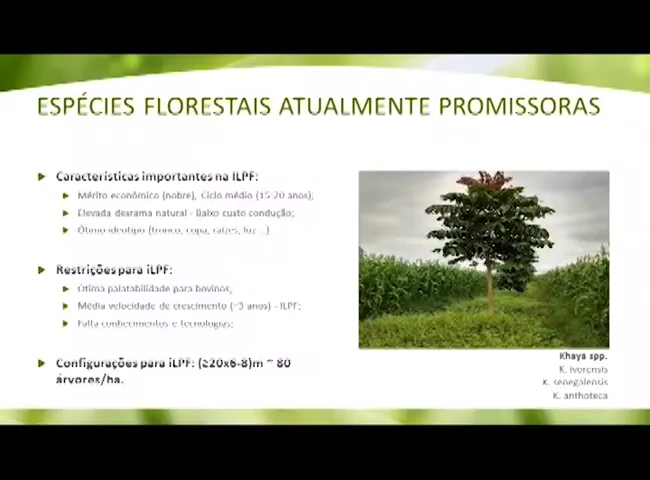 ESPÉCIES FLORESTAIS ATUALMENTE PROMISSORAS
Características importantes na ILPF:
Mérito econômico (nobre), Ciclo médio (15-20 anos);
Elevada desrama natural - Baixo custo condução;
Ótimo ideótipo (tronco, copa, raízes, luz ...)
Restrições para iLPF:
Ótima palatabilidade para bovinos;
Média velocidade de crescimento (~3 anos) - ILPF;
Falta conhecimentos e tecnologias;
Configurações para iLPF: (≥20x6-8)m ~ 80
árvores/ha.
Khaya spp.
K. ivorensis
K. senegalensis
K. anthoteca